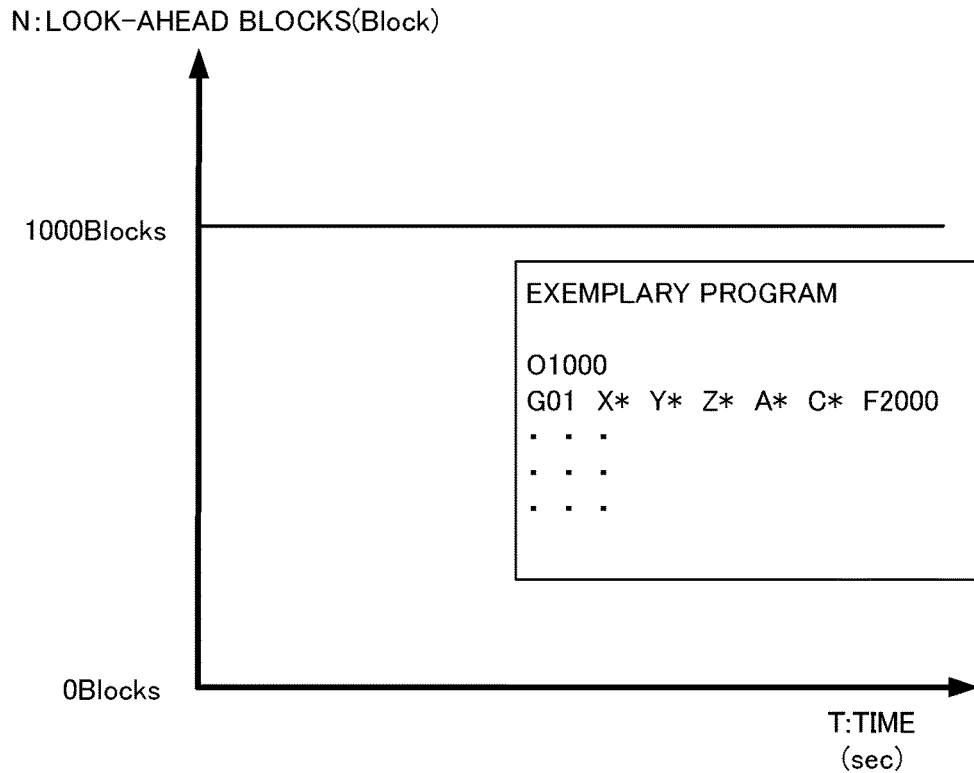 N:LOOK-AHEAD BLOCKS(Block)
1000Blocks
EXEMPLARY PROGRAM
O1000
G01 X* Y* Z* A* C* F2000
. . .
. . .
. . .
0Blocks
T:TIME
(sec)